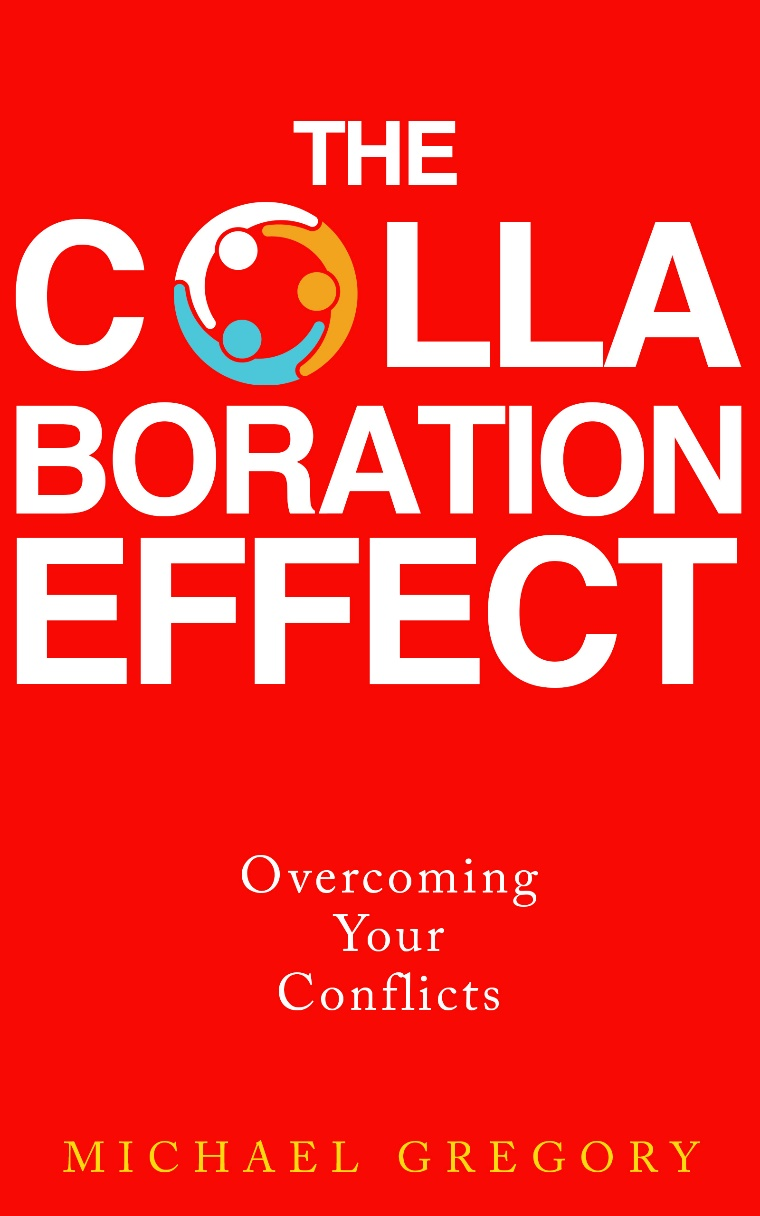 THE
COLLA
BORATION
EFFECT
Overcoming
Your
Conflicts
MICHAEL GREGORY